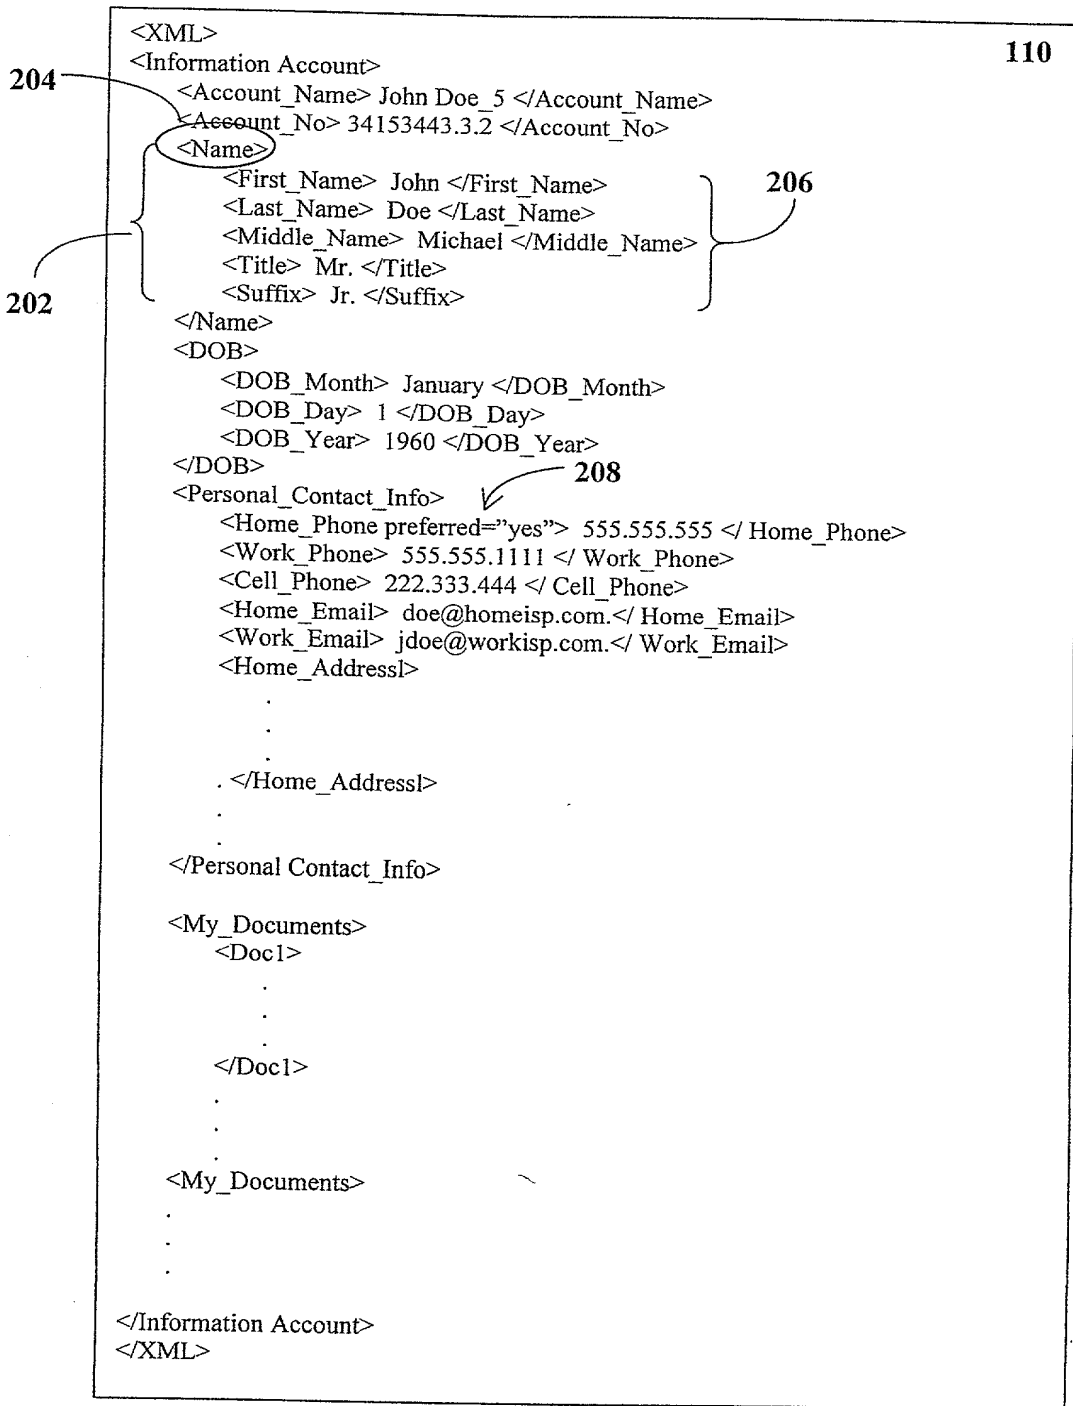 <XML>
110
<Information Account>
204
<Account_Name> John Doe_5 </Account_Name>
<Account_No> 34153443.3.2 </Account_No>
<Name>
<First_Name> John </First_Name>
206
<Last_Name> Doe </Last_Name>
<Middle_Name> Michael </Middle_Name>
<Title> Mr. </Title>
202
<Suffix> Jr. </Suffix>
</Name>
<DOB>
<DOB_Month> January </DOB_Month>
<DOB_Day> 1 </DOB_Day>
<DOB_Year> 1960 </DOB_Year>
</DOB>
208
<Personal_Contact_Info>
<Home_Phone preferred=”yes”> 555.555.555 </ Home_Phone>
<Work_Phone> 555.555.1111 </ Work_Phone>
<Cell_Phone> 222.333.444 </ Cell_Phone>
<Home_Email> doe@homeisp.com.</ Home_Email>
<Work_Email> jdoe@workisp.com.</ Work_Email>
<Home_Addressl>
.
.
.
. </Home_Addressl>
.
.
</Personal Contact_Info>
<My_Documents>
<Doc1>
.
.
.
</Doc1>
.
.
.
<My_Documents>
.
.
.
</Information Account>
</XML>